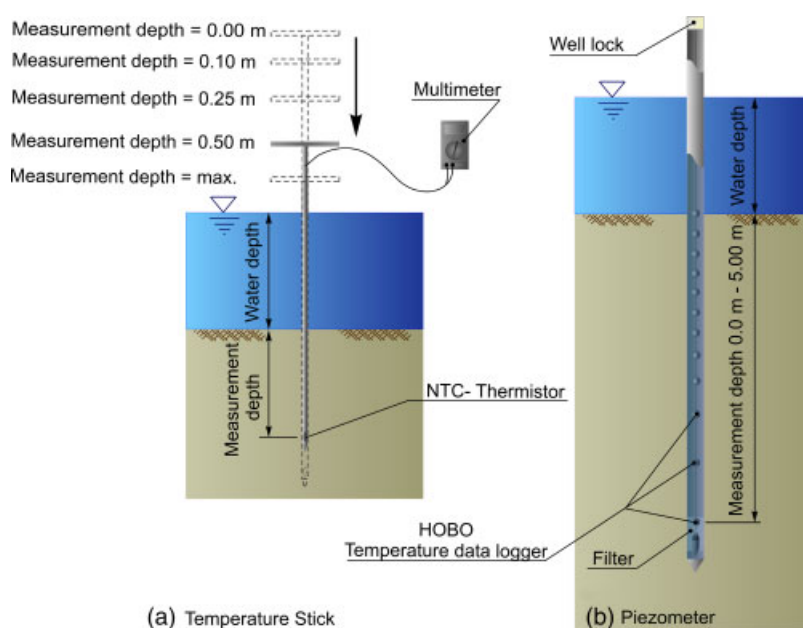 Measurement depth = 0.00 m
Measurement depth = 0.10 m
Measurement depth = 0.25 m
Measurement depth = 0.50 m
Measurement depth = max.
Multimeter
Water depth
Measurement
depth
NTC- Thermistor
(a) Temperature Stick
Well lock
Water depth
Measurement depth 0.0 m - 5.00 m
HOBO
Temperature data logger
Filter
(b) Piezometer